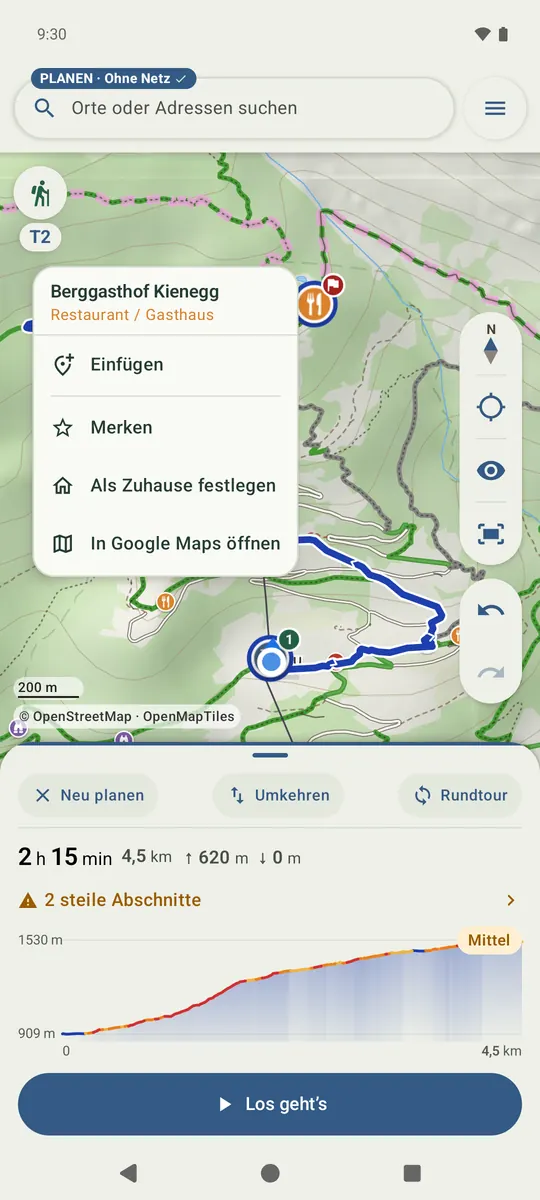 9:30
PLANEN · Ohne Netz ✓
Orte oder Adressen suchen
T2
Berggasthof Kienegg
Restaurant / Gasthaus
Einfügen
Merken
Als Zuhause festlegen
In Google Maps öffnen
N
1
200 m
© OpenStreetMap · OpenMapTiles
Neu planen
Umkehren
Rundtour
2 h 15 min 4,5 km ↑ 620 m ↓ 0 m
2 steile Abschnitte
1530 m
Mittel
909 m
0
4,5 km
Los geht's